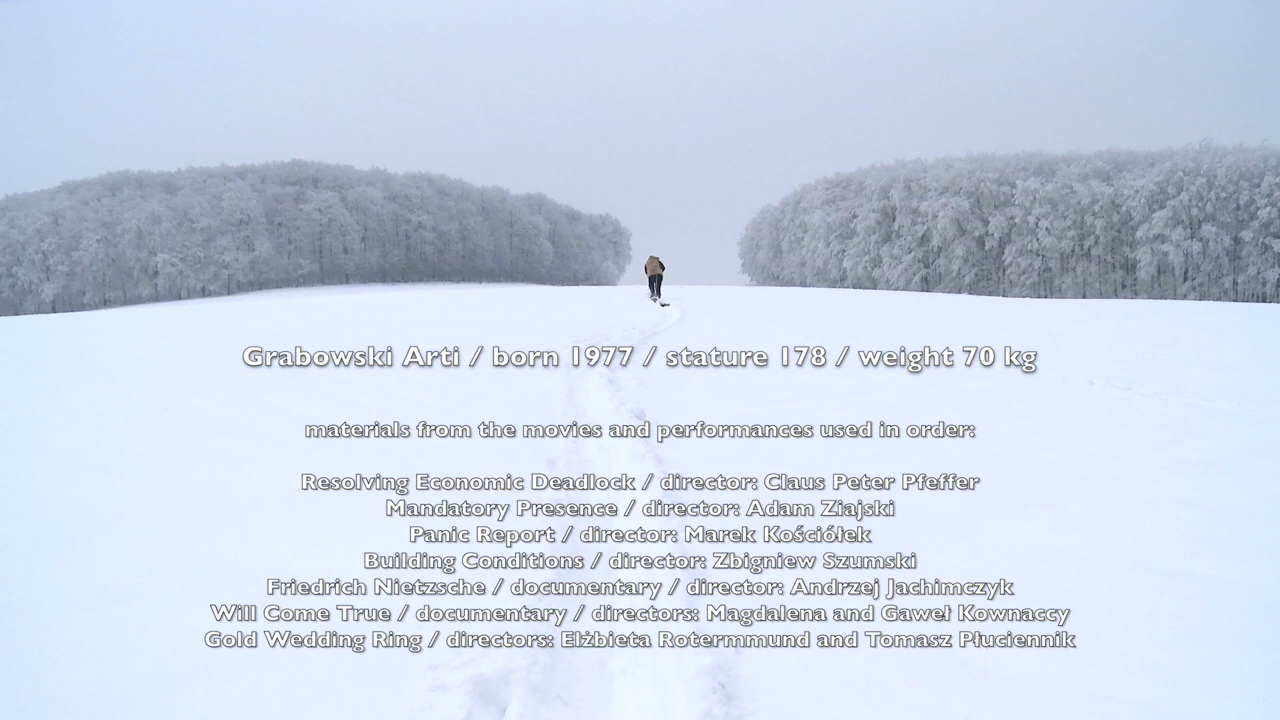 Grabowski Arti / born 1977 / stature 178 / weight 70 kg
materials from the movies and performances used in order:
Resolving Economic Deadlock / director: Claus Peter Pfeffer
Mandatory Presence / director: Adam Ziajski
Panic Report / director: Marek Kościółek
Building Conditions / director: Zbigniew Szumski
Friedrich Nietzsche / documentary / director: Andrzej Jachimczyk
Will Come True / documentary / directors: Magdalena and Gaweł Kownaccy
Gold Wedding Ring / directors: Elżbieta Rotermmund and Tomasz Płuciennik